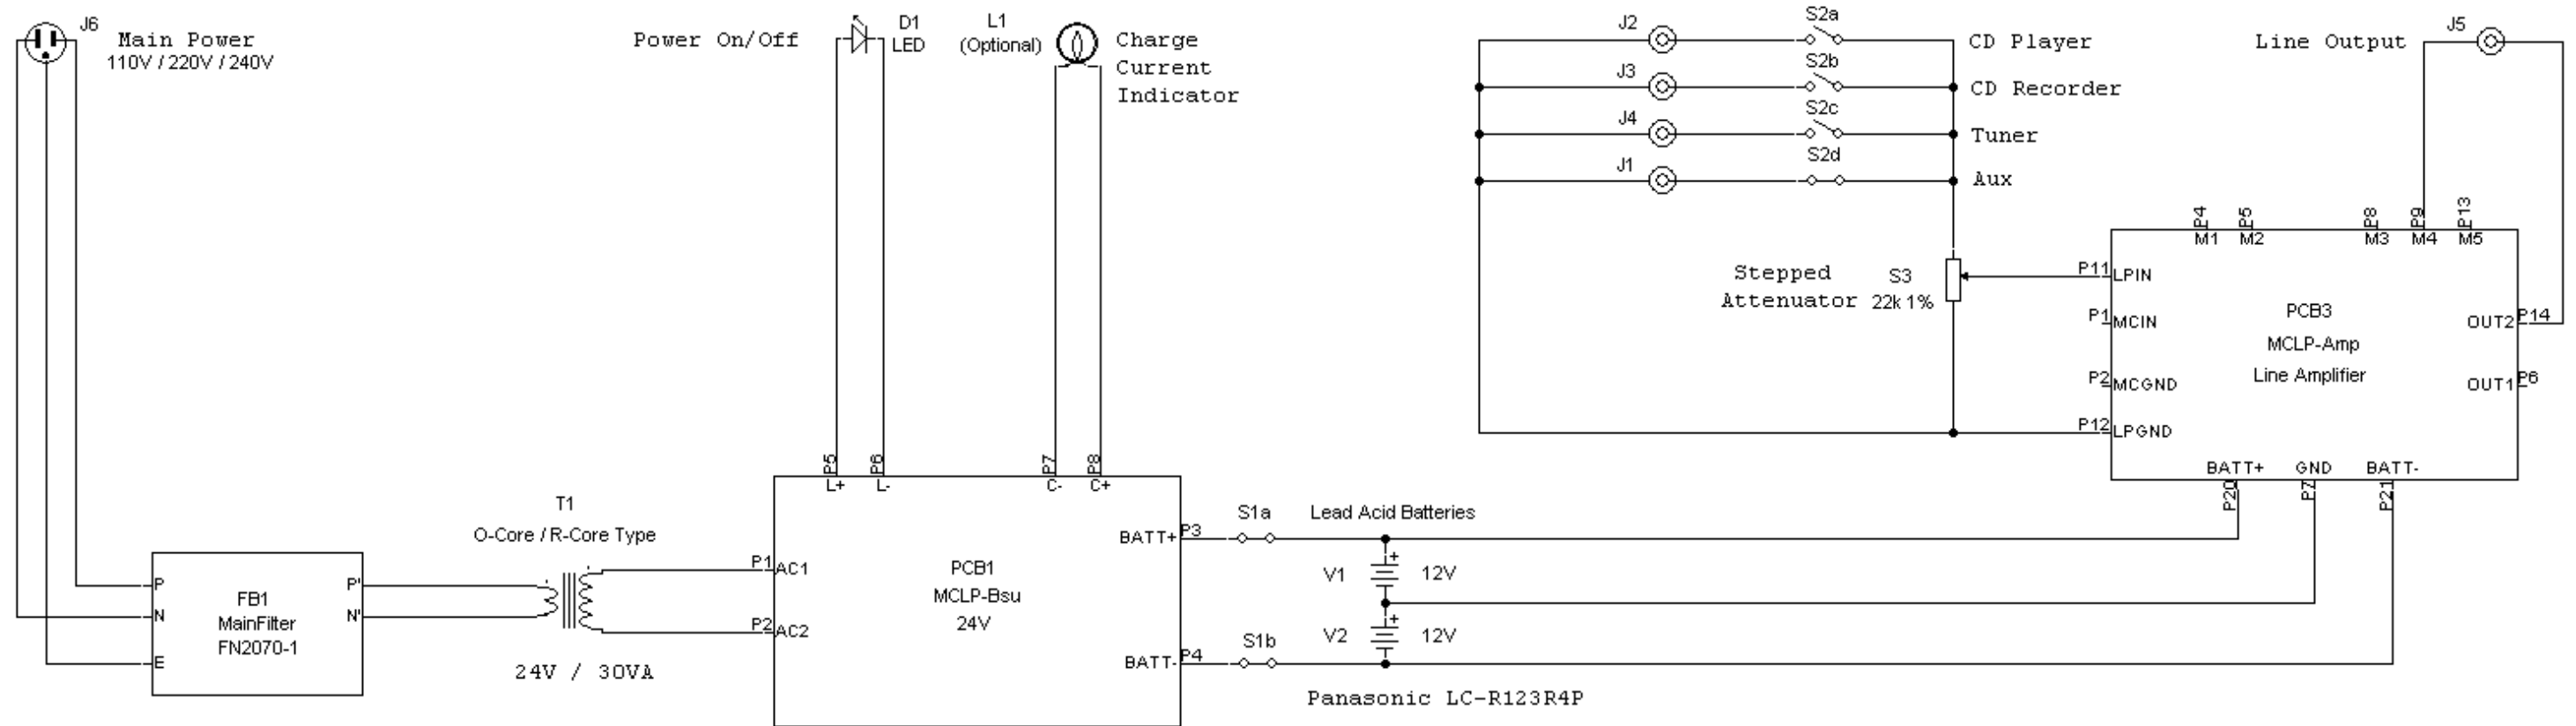 J6
Main Power
110V / 220V / 240V
Power On/Off
D1
LED
L1
(Optional)
Charge
Current
Indicator
J2
S2a
CD Player
J3
S2b
CD Recorder
J4
S2c
Tuner
J1
S2d
Aux
Line Output
J5
Stepped
Attenuator
S3
22k 1%
P4
M1
P5
M2
P8
M3
P9
M4
P13
M5
P11
LPIN
P1
MCIN
P2
MCGND
P12
LPGND
PCB3
MCLP-Amp
Line Amplifier
OUT2
P14
OUT1
P6
BATT+
GND
BATT-
P20
P7
P21
FB1
MainFilter
FN2070-1
P
N
E
P'
N'
T1
O-Core / R-Core Type
24V / 30VA
P5
L+
P6
L-
P7
C-
P8
C+
P1
AC1
P2
AC2
PCB1
MCLP-Bsu
24V
BATT+
P3
BATT-
P4
S1a
S1b
Lead Acid Batteries
+
V1
12V
+
V2
12V
Panasonic LC-R123R4P